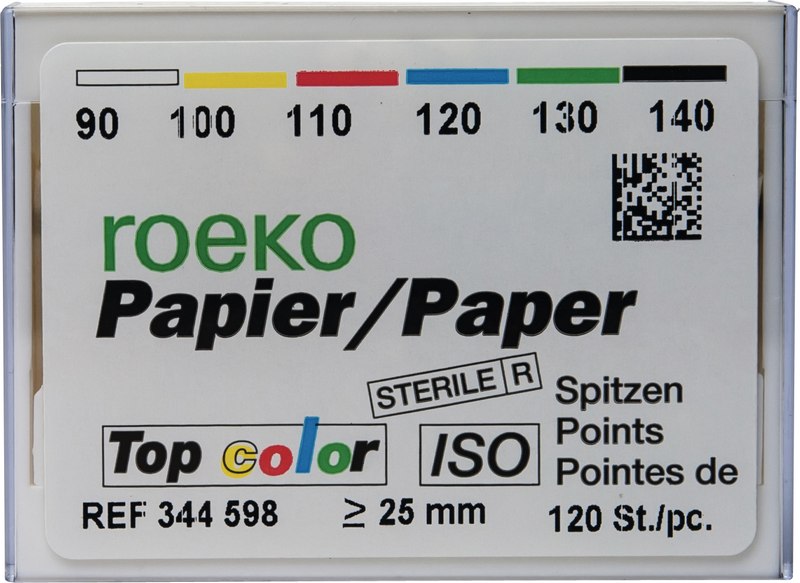 90 100 110 120 130 140
roeko
Papier/Paper
STERILE R
Spitzen
Points
Pointes de
Top color
ISO
REF 344 598
≥ 25 mm
120 St./pc.